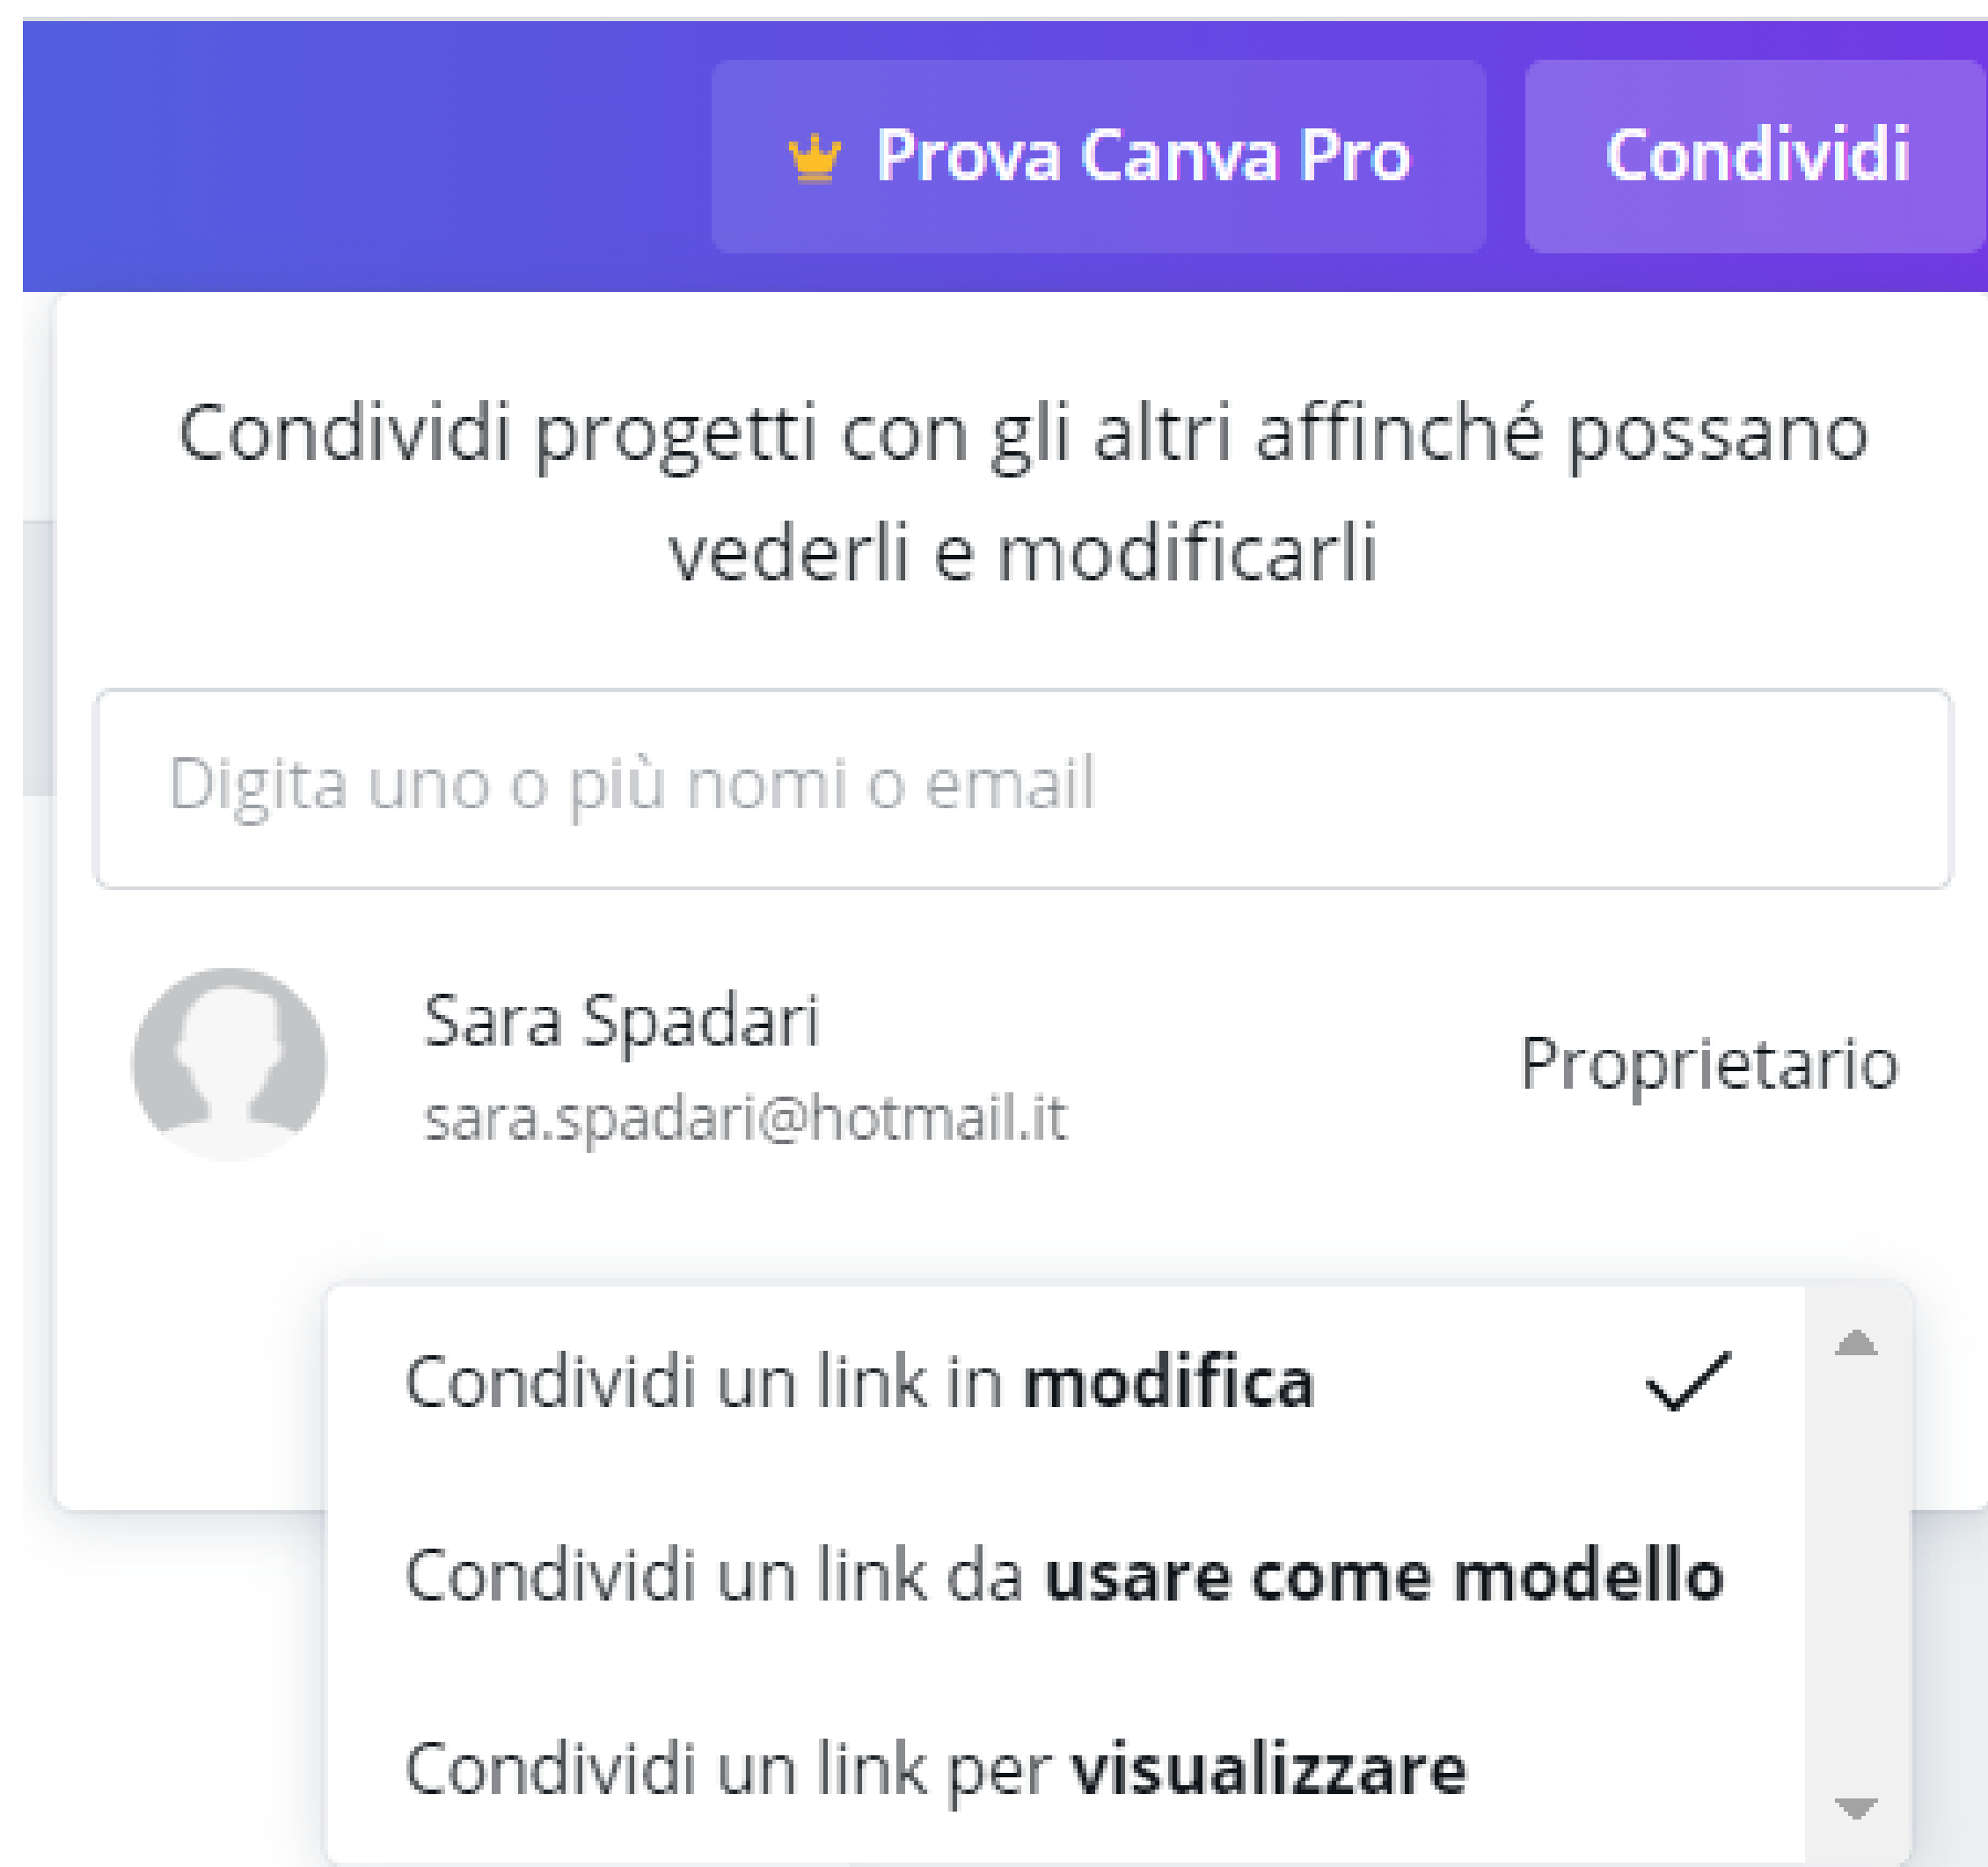 Prova Canva Pro
Condividi
Condividi progetti con gli altri affinché possano
vederli e modificarli
Digita uno o più nomi o email
Sara Spadari
sara.spadari@hotmail.it
Proprietario
Condividi un link in modifica
Condividi un link da usare come modello
Condividi un link per visualizzare